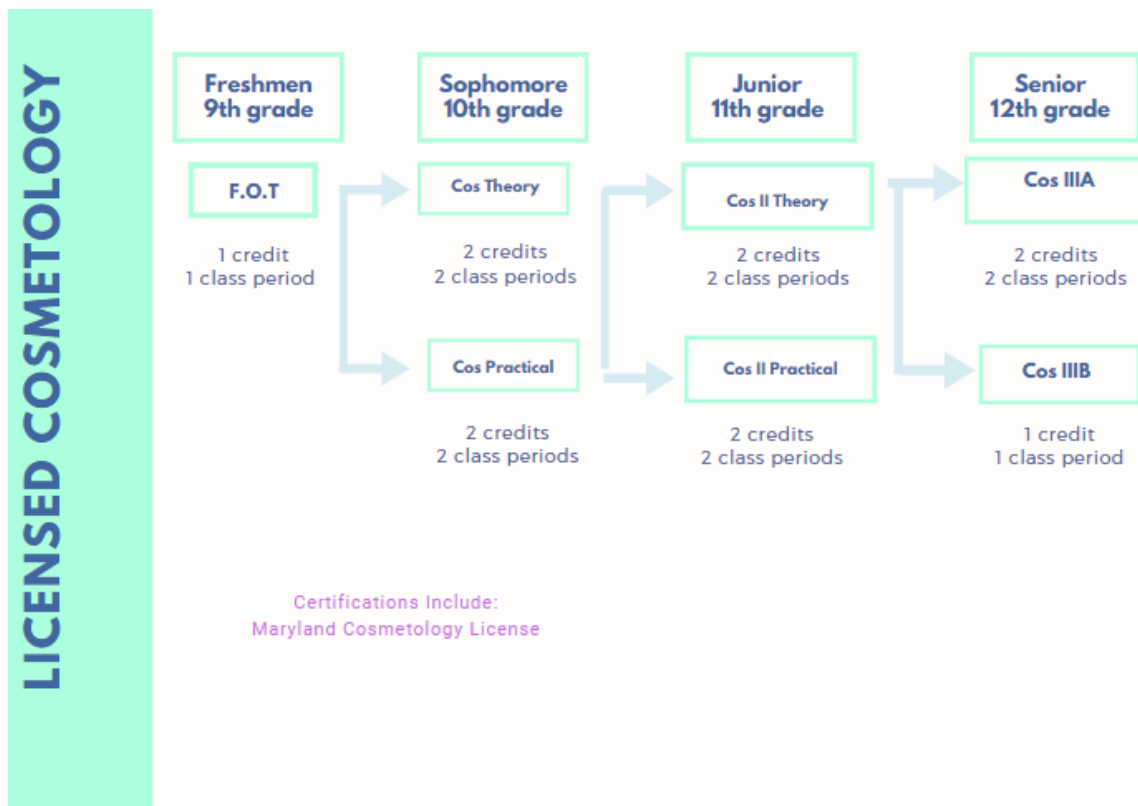 LICENSED COSMETOLOGY
Freshmen
9th grade
F.O.T
1 credit
1 class period
Sophomore
10th grade
Cos Theory
2 credits
2 class periods
Cos Practical
2 credits
2 class periods
Junior
11th grade
Cos II Theory
2 credits
2 class periods
Cos II Practical
2 credits
2 class periods
Senior
12th grade
Cos IIIA
2 credits
2 class periods
Cos IIIB
1 credit
1 class period
Certifications Include:
Maryland Cosmetology License